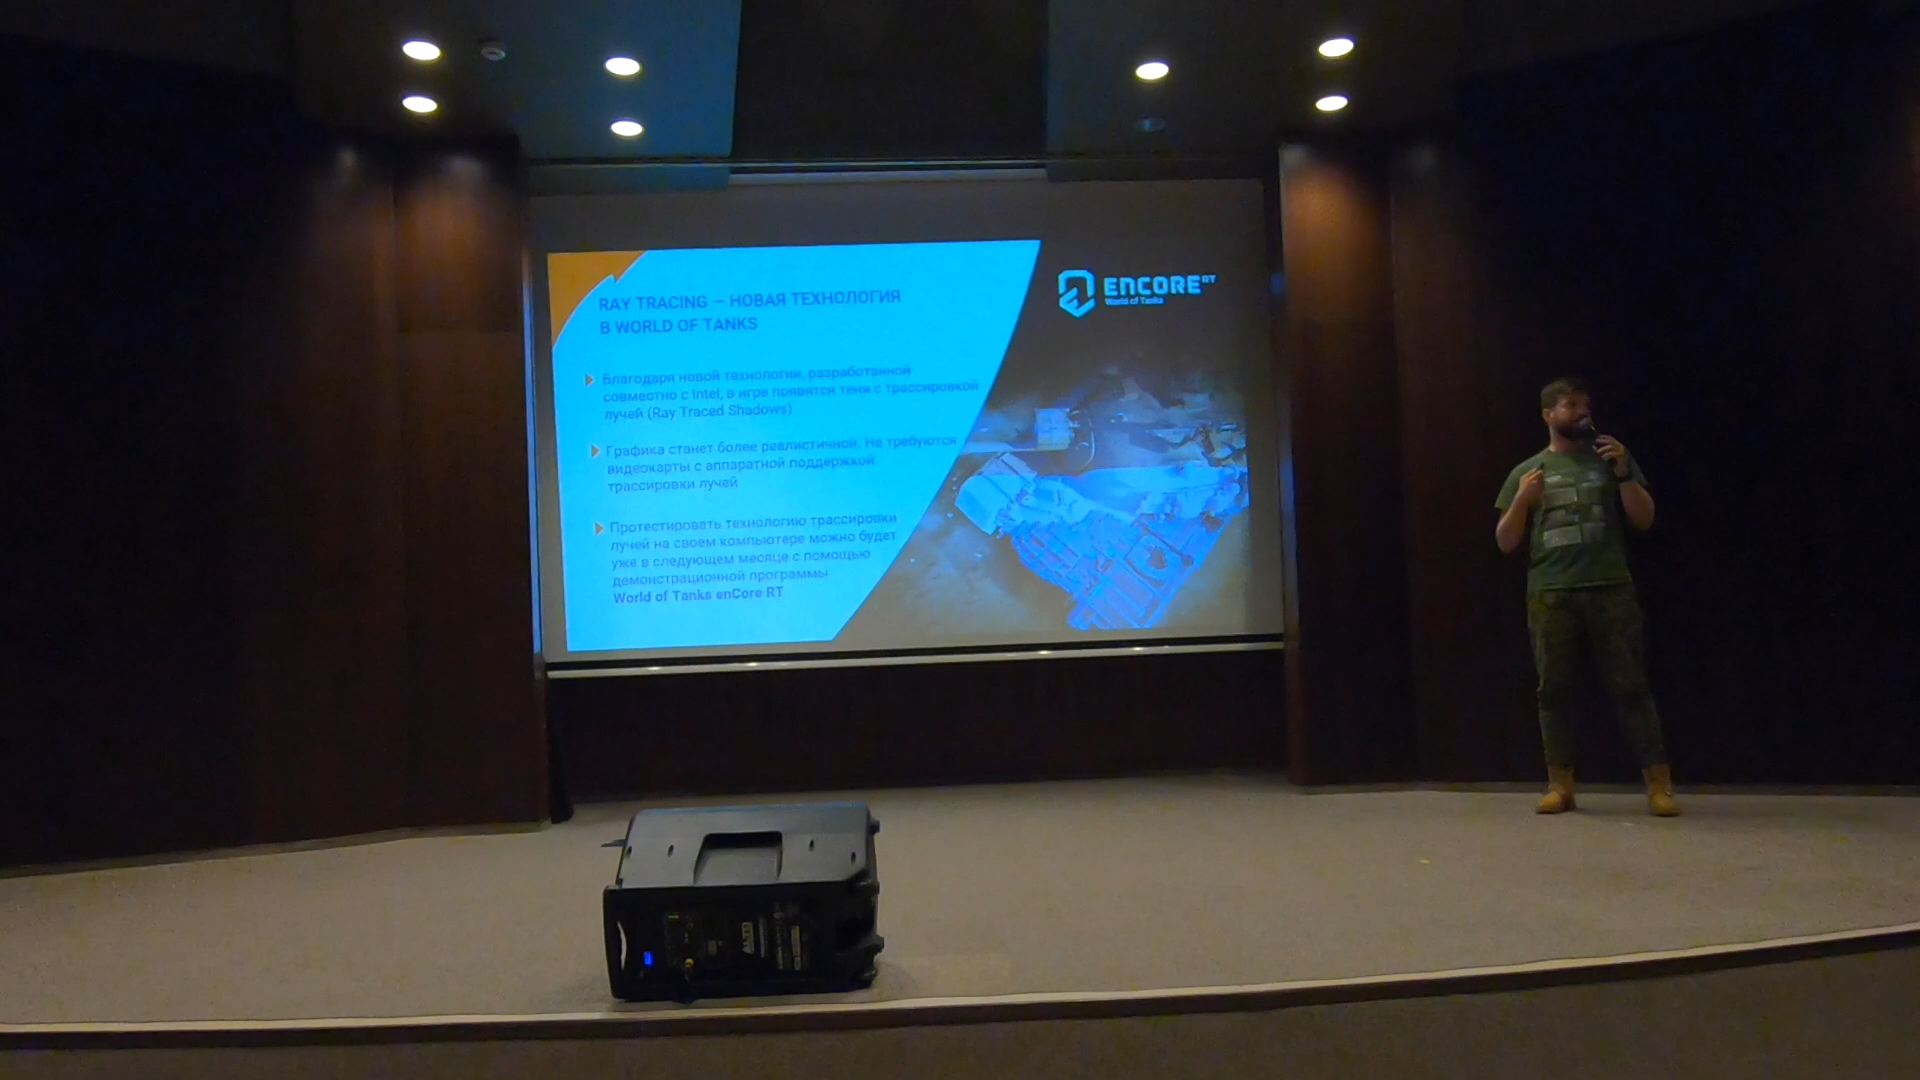 RAY TRACING — НОВАЯ ТЕХНОЛОГИЯ
В WORLD OF TANKS
Благодаря новой технологии, разработанной
совместно с Intel, в игре появятся тени с трассировкой
лучей (Ray Traced Shadows)
Графика станет более реалистичной. Не требуются
видеокарты с аппаратной поддержкой
трассировки лучей
Протестировать технологию трассировки
лучей на своем компьютере можно будет
уже в следующем месяце с помощью
демонстрационной программы
World of Tanks enCore RT
ENCORE RT
World of Tanks
ALTO